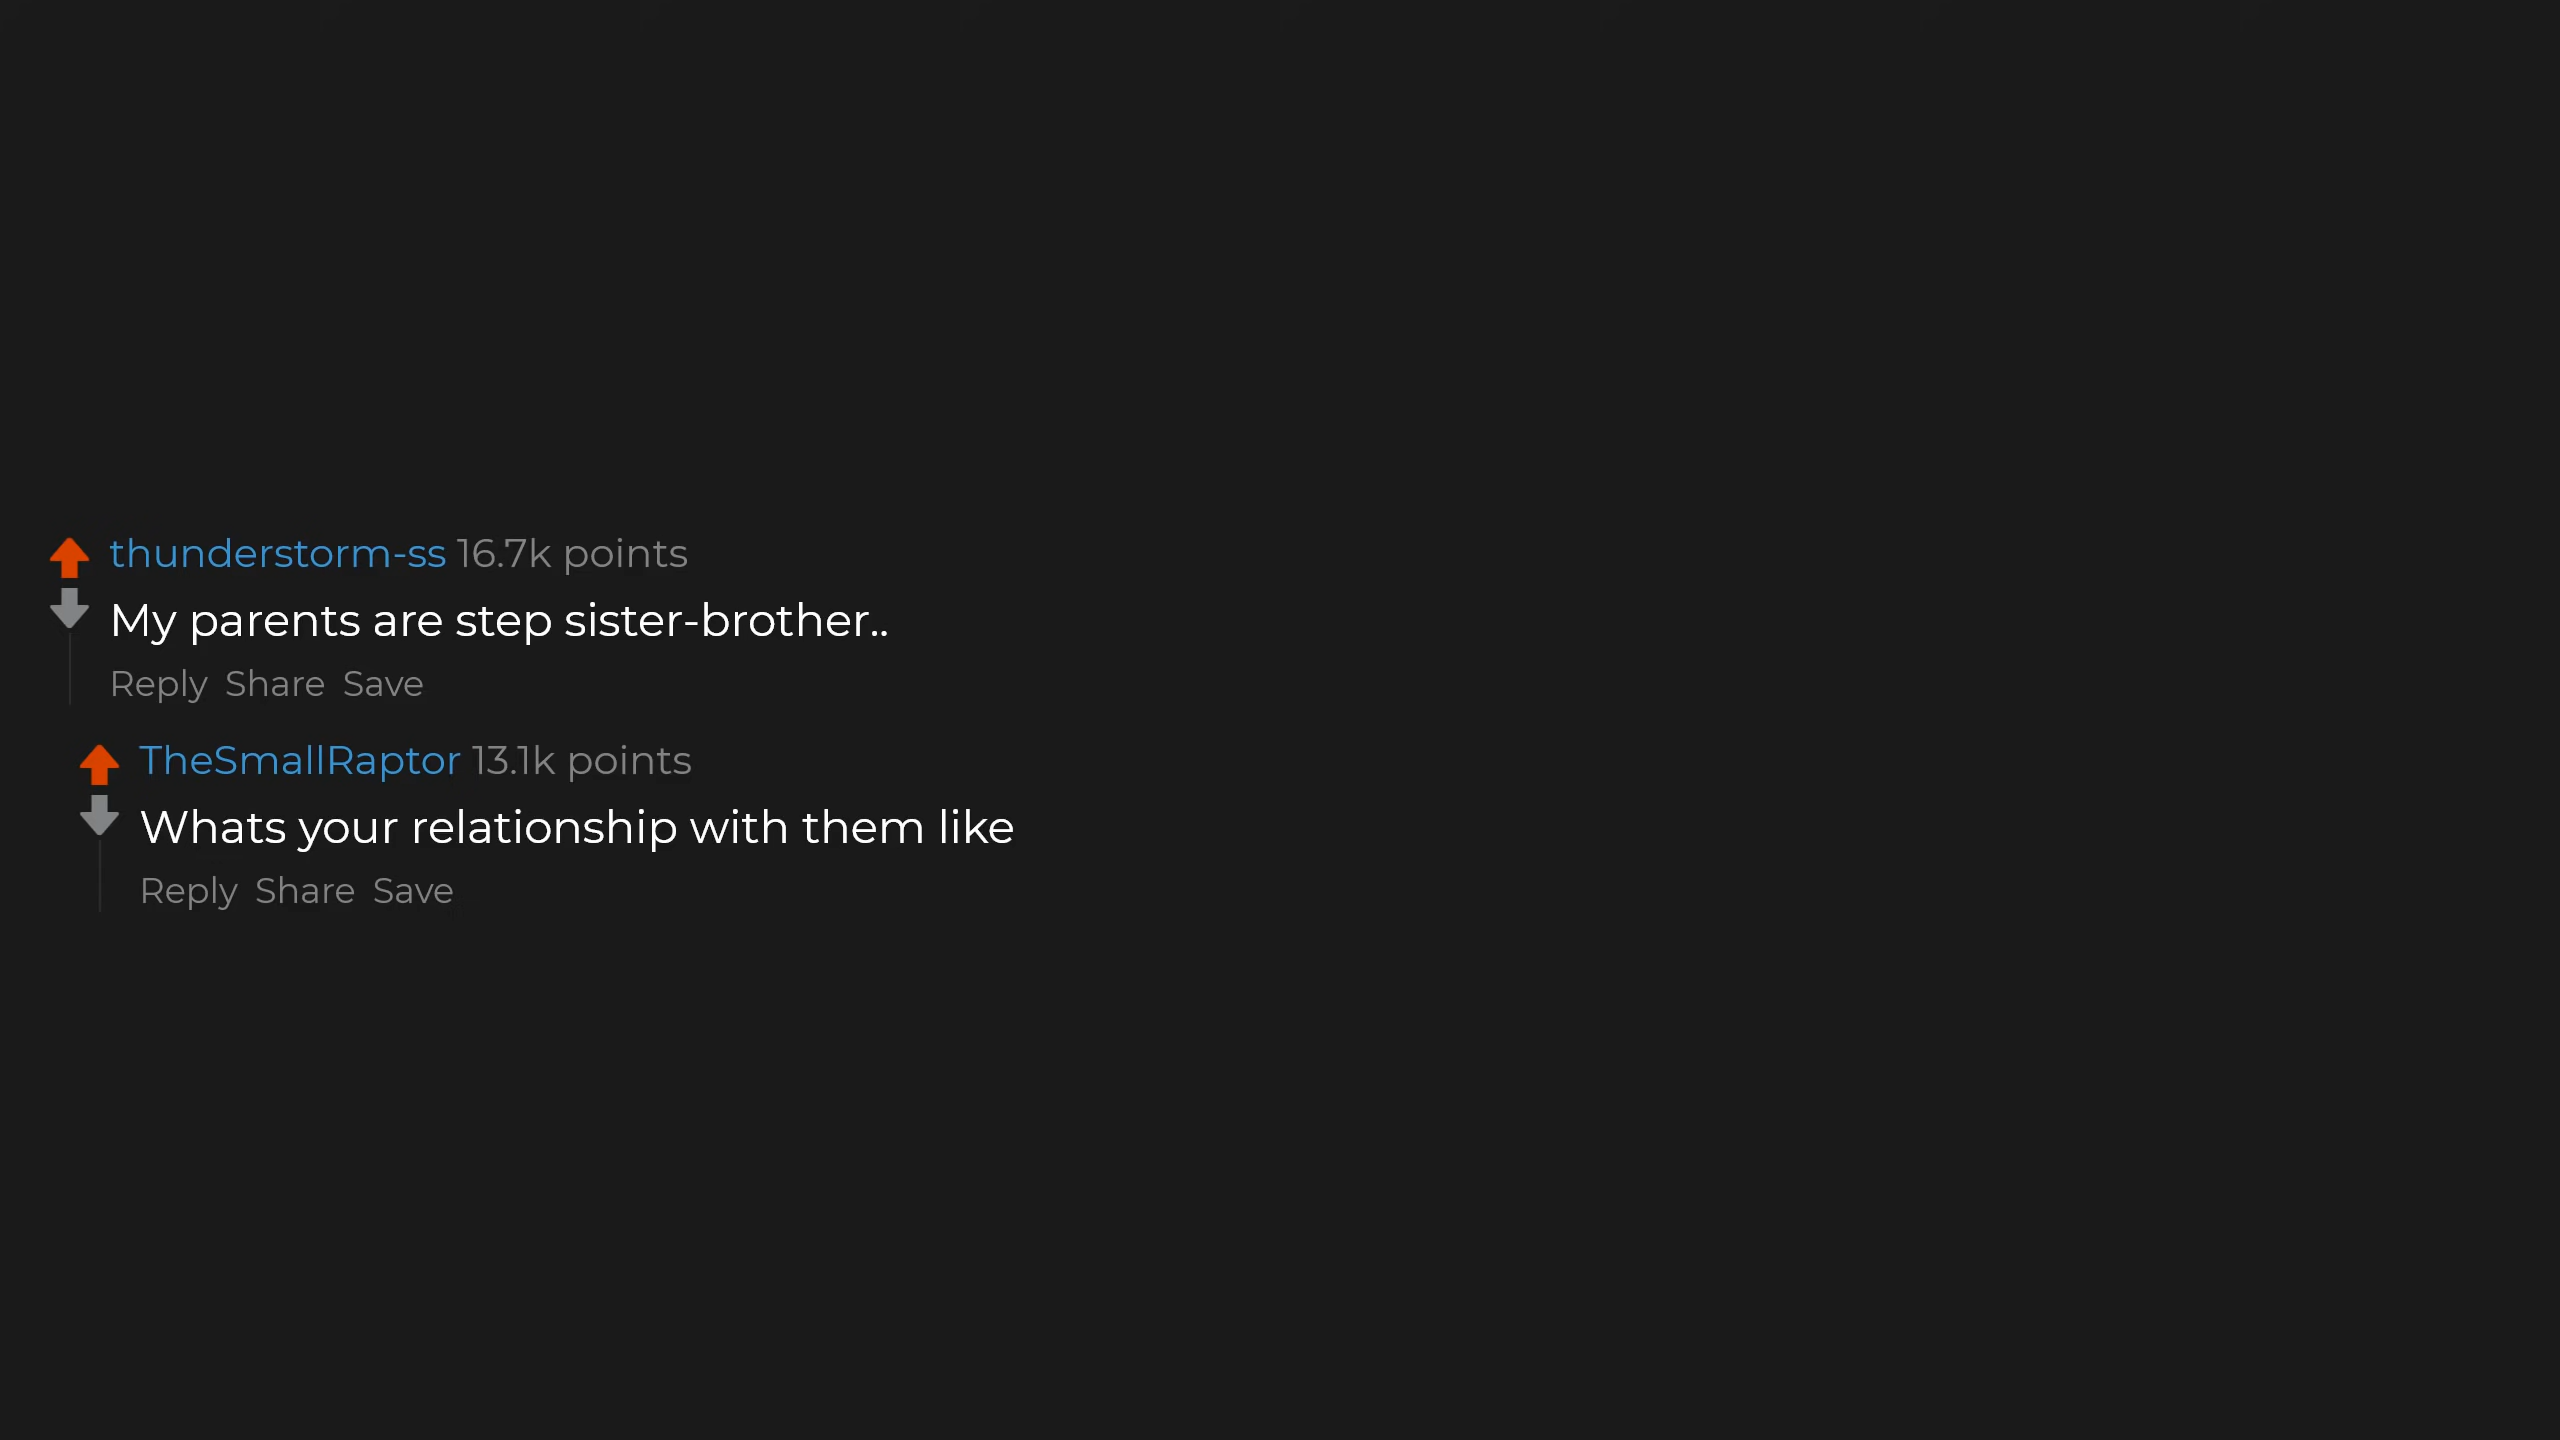 thunderstorm-ss 16.7k points
My parents are step sister-brother..
Reply Share Save
TheSmallRaptor 13.1k points
Whats your relationship with them like
Reply Share Save